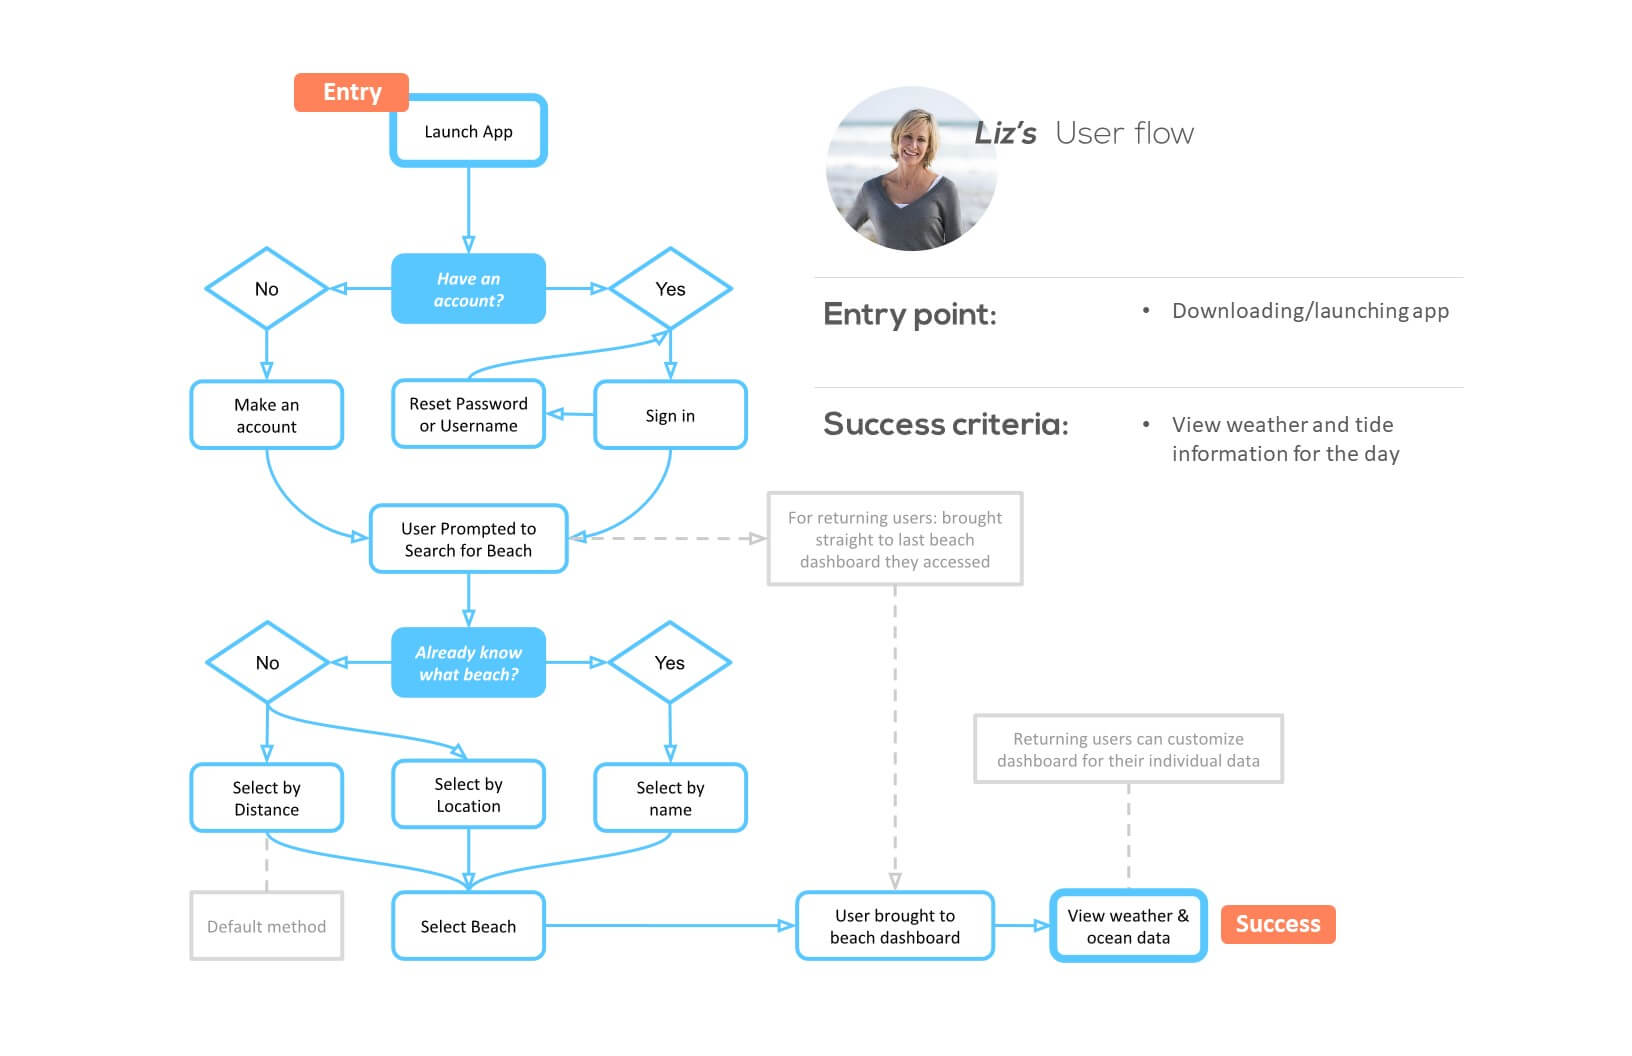 Entry
Launch App
Liz's User flow
No
Have an
account?
Yes
Entry point:
• Downloading/launching app
Make an
account
Reset Password
or Username
Sign in
Success criteria:
• View weather and tide
information for the day
User Prompted to
Search for Beach
For returning users: brought
straight to last beach
dashboard they accessed
No
Already know
what beach?
Yes
Select by
Distance
Select by
Location
Select by
name
Returning users can customize
dashboard for their individual data
Default method
Select Beach
User brought to
beach dashboard
View weather &
ocean data
Success